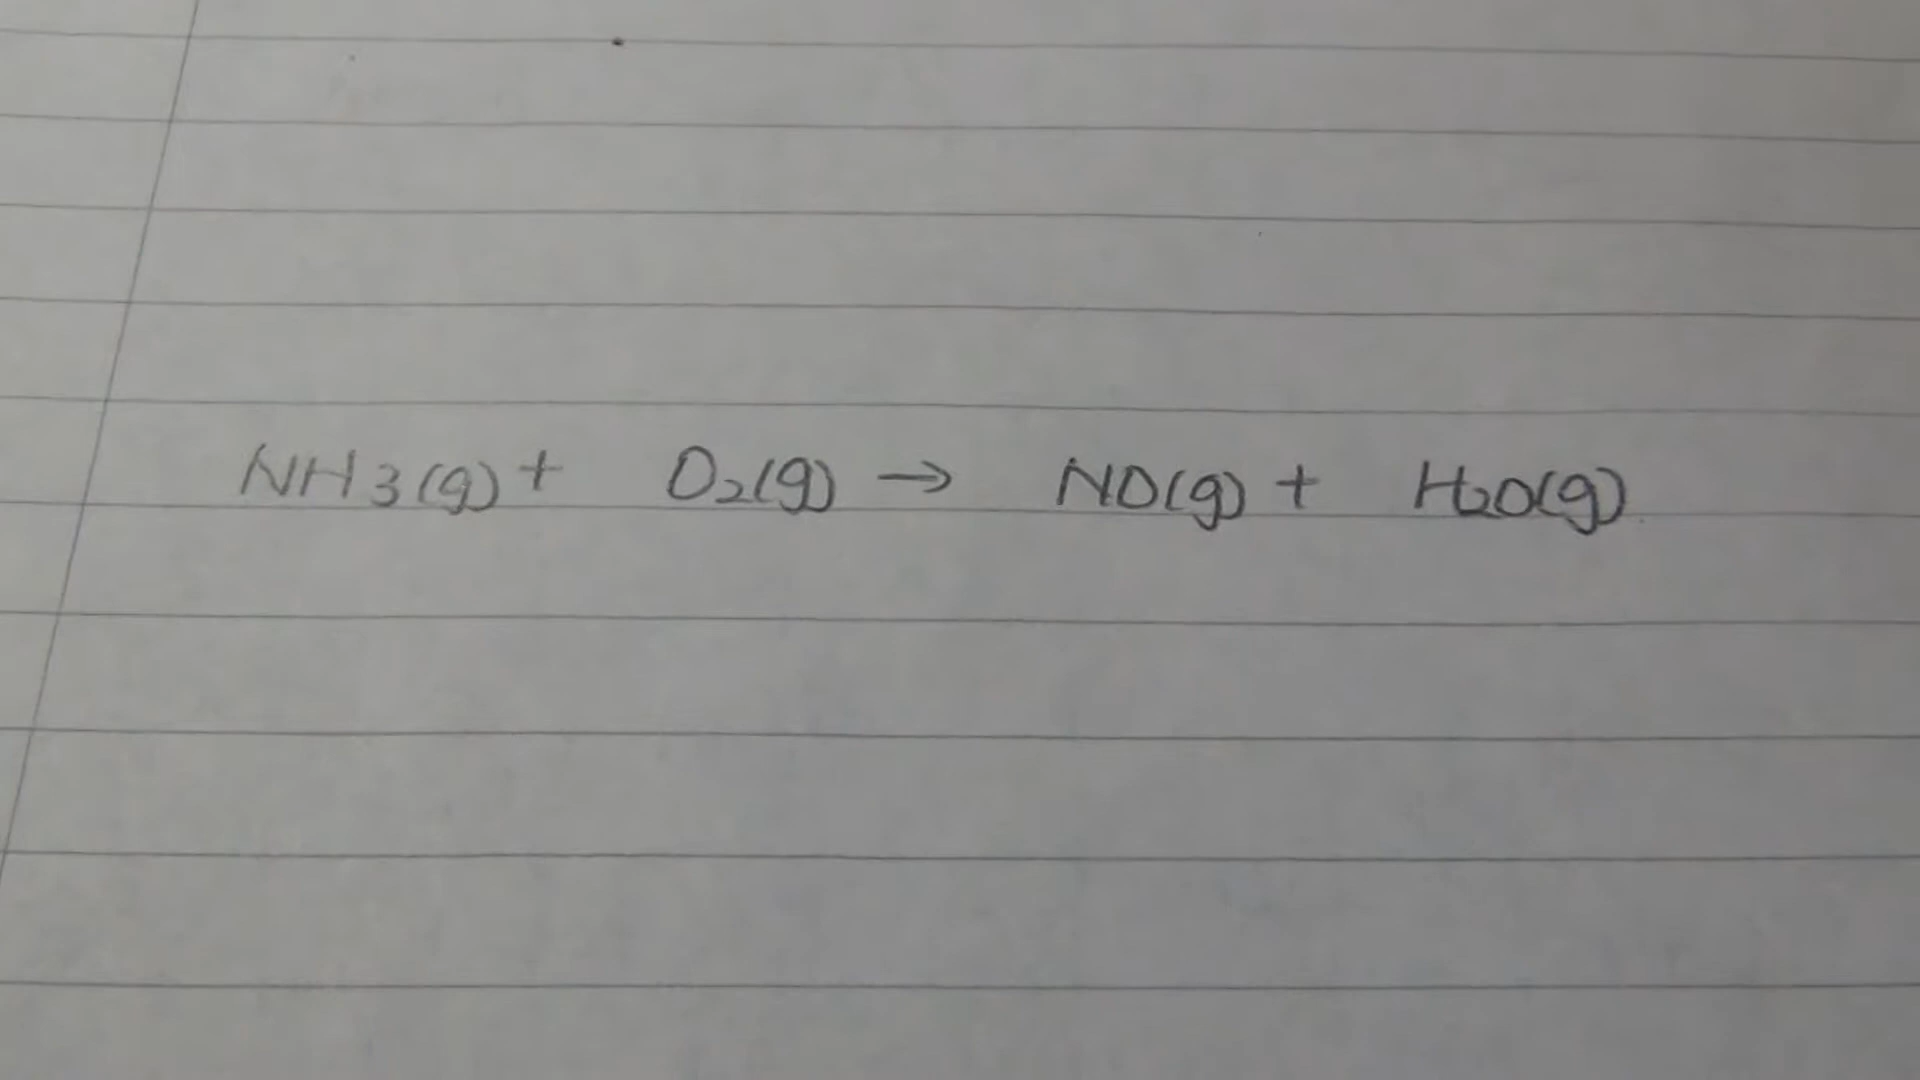 NH3(g) + O2(g) → NO(g) + H2O(g)